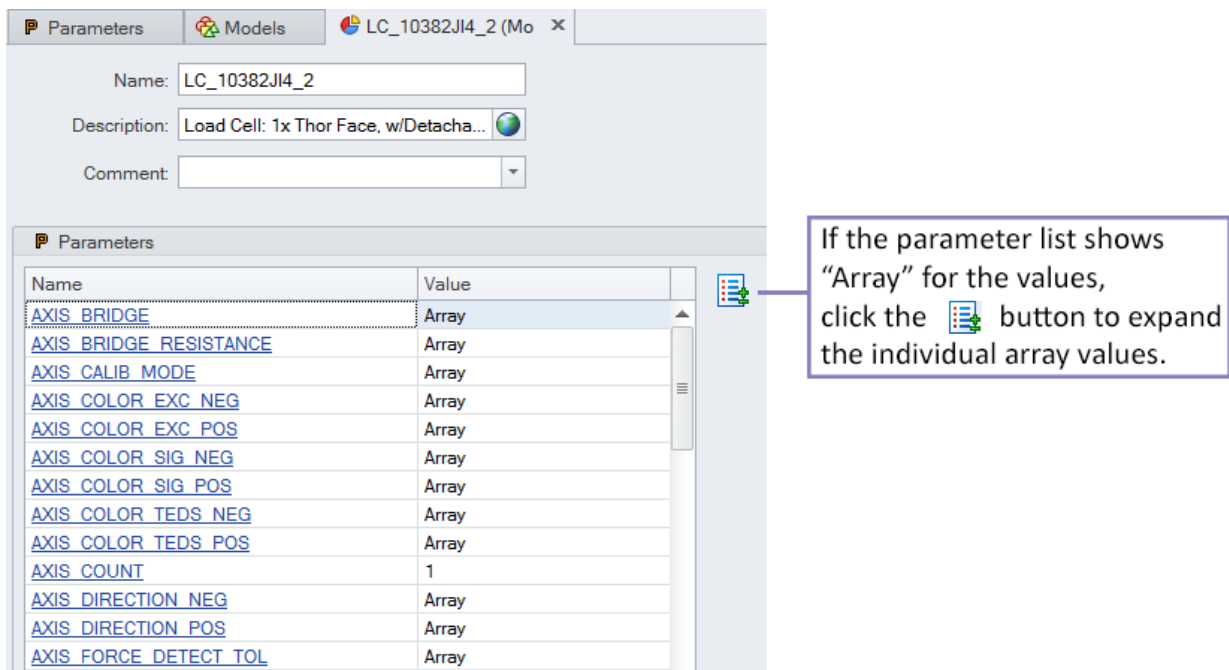 Parameters Models LC_10382JI4_2 (Mo
Name: LC_10382JI4_2
Description: Load Cell: 1x Thor Face, w/Detacha...
Comment:
Parameters
Name Value
AXIS_BRIDGE Array
AXIS_BRIDGE_RESISTANCE Array
AXIS_CALIB_MODE Array
AXIS_COLOR_EXC_NEG Array
AXIS_COLOR_EXC_POS Array
AXIS_COLOR_SIG_NEG Array
AXIS_COLOR_SIG_POS Array
AXIS_COLOR_TEDS_NEG Array
AXIS_COLOR_TEDS_POS Array
AXIS_COUNT 1
AXIS_DIRECTION_NEG Array
AXIS_DIRECTION_POS Array
AXIS_FORCE_DETECT_TOL Array
If the parameter list shows
“Array” for the values,
click the button to expand
the individual array values.